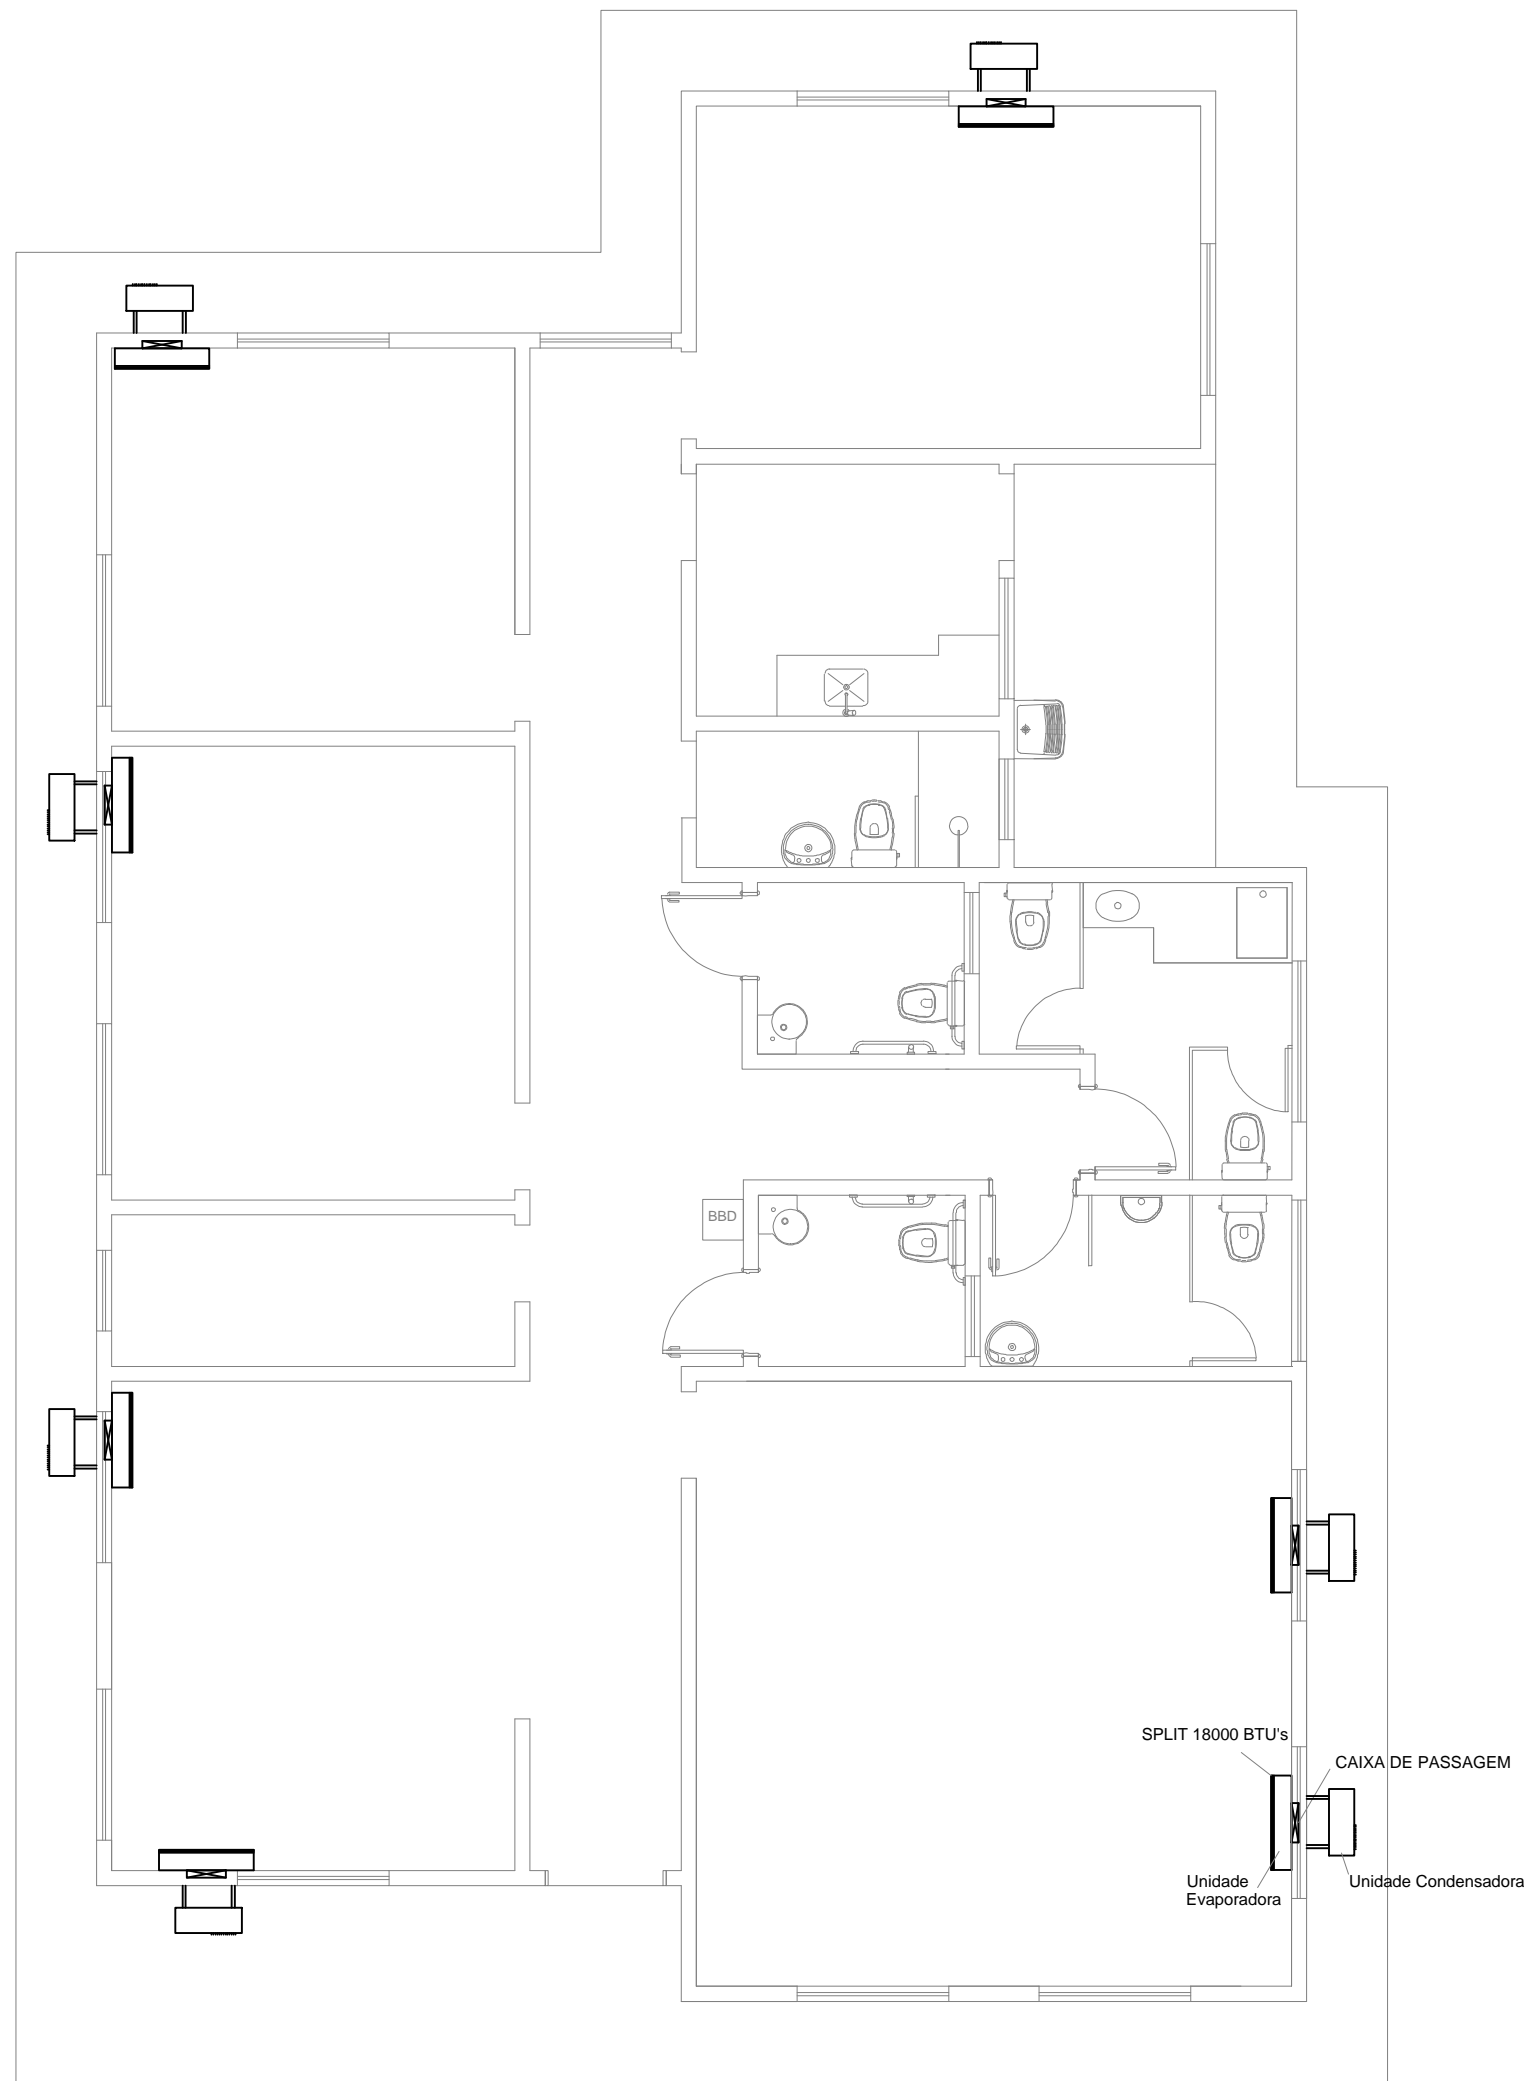 BBD
SPLIT 18000 BTU's
CAIXA DE PASSAGEM
Unidade
Evaporadora
Unidade Condensadora